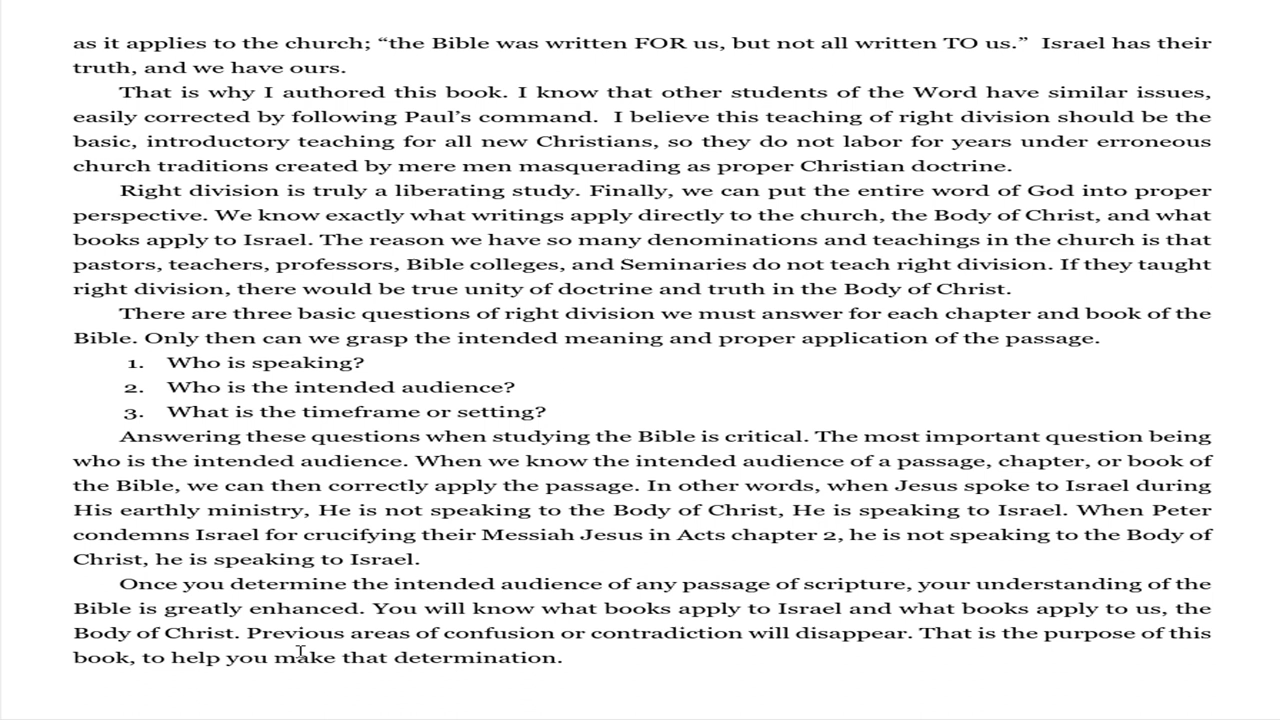 as it applies to the church; “the Bible was written FOR us, but not all written TO us.”  Israel has their
truth, and we have ours.
That is why I authored this book. I know that other students of the Word have similar issues,
easily corrected by following Paul’s command.  I believe this teaching of right division should be the
basic, introductory teaching for all new Christians, so they do not labor for years under erroneous
church traditions created by mere men masquerading as proper Christian doctrine.
Right division is truly a liberating study. Finally, we can put the entire word of God into proper
perspective. We know exactly what writings apply directly to the church, the Body of Christ, and what
books apply to Israel. The reason we have so many denominations and teachings in the church is that
pastors, teachers, professors, Bible colleges, and Seminaries do not teach right division. If they taught
right division, there would be true unity of doctrine and truth in the Body of Christ.
There are three basic questions of right division we must answer for each chapter and book of the
Bible. Only then can we grasp the intended meaning and proper application of the passage.
1. Who is speaking?
2. Who is the intended audience?
3. What is the timeframe or setting?
Answering these questions when studying the Bible is critical. The most important question being
who is the intended audience. When we know the intended audience of a passage, chapter, or book of
the Bible, we can then correctly apply the passage. In other words, when Jesus spoke to Israel during
His earthly ministry, He is not speaking to the Body of Christ, He is speaking to Israel. When Peter
condemns Israel for crucifying their Messiah Jesus in Acts chapter 2, he is not speaking to the Body of
Christ, he is speaking to Israel.
Once you determine the intended audience of any passage of scripture, your understanding of the
Bible is greatly enhanced. You will know what books apply to Israel and what books apply to us, the
Body of Christ. Previous areas of confusion or contradiction will disappear. That is the purpose of this
book, to help you make that determination.